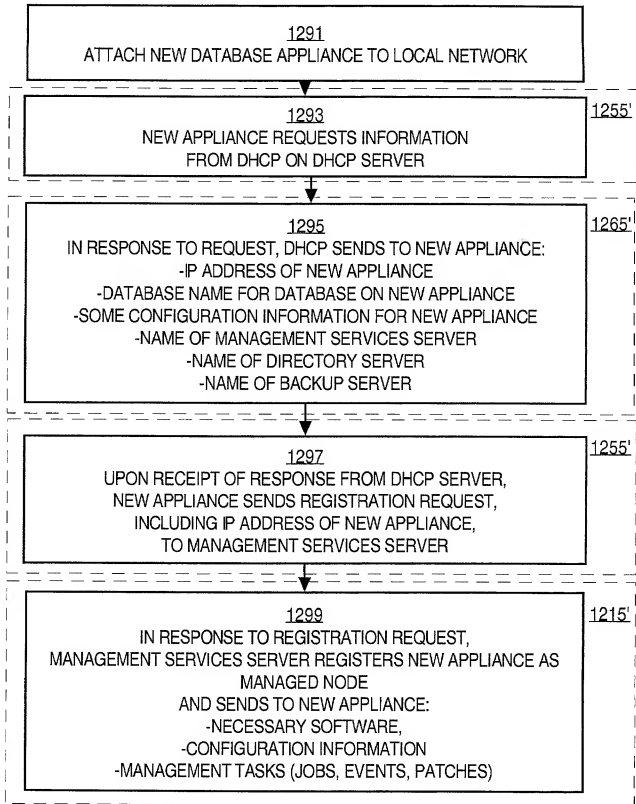 1291
ATTACH NEW DATABASE APPLIANCE TO LOCAL NETWORK
1255'
1293
NEW APPLIANCE REQUESTS INFORMATION
FROM DHCP ON DHCP SERVER
1265'
1295
IN RESPONSE TO REQUEST, DHCP SENDS TO NEW APPLIANCE:
-IP ADDRESS OF NEW APPLIANCE
-DATABASE NAME FOR DATABASE ON NEW APPLIANCE
-SOME CONFIGURATION INFORMATION FOR NEW APPLIANCE
-NAME OF MANAGEMENT SERVICES SERVER
-NAME OF DIRECTORY SERVER
-NAME OF BACKUP SERVER
1255'
1297
UPON RECEIPT OF RESPONSE FROM DHCP SERVER,
NEW APPLIANCE SENDS REGISTRATION REQUEST,
INCLUDING IP ADDRESS OF NEW APPLIANCE,
TO MANAGEMENT SERVICES SERVER
1215'
1299
IN RESPONSE TO REGISTRATION REQUEST,
MANAGEMENT SERVICES SERVER REGISTERS NEW APPLIANCE AS
MANAGED NODE
AND SENDS TO NEW APPLIANCE:
-NECESSARY SOFTWARE,
-CONFIGURATION INFORMATION
-MANAGEMENT TASKS (JOBS, EVENTS, PATCHES)